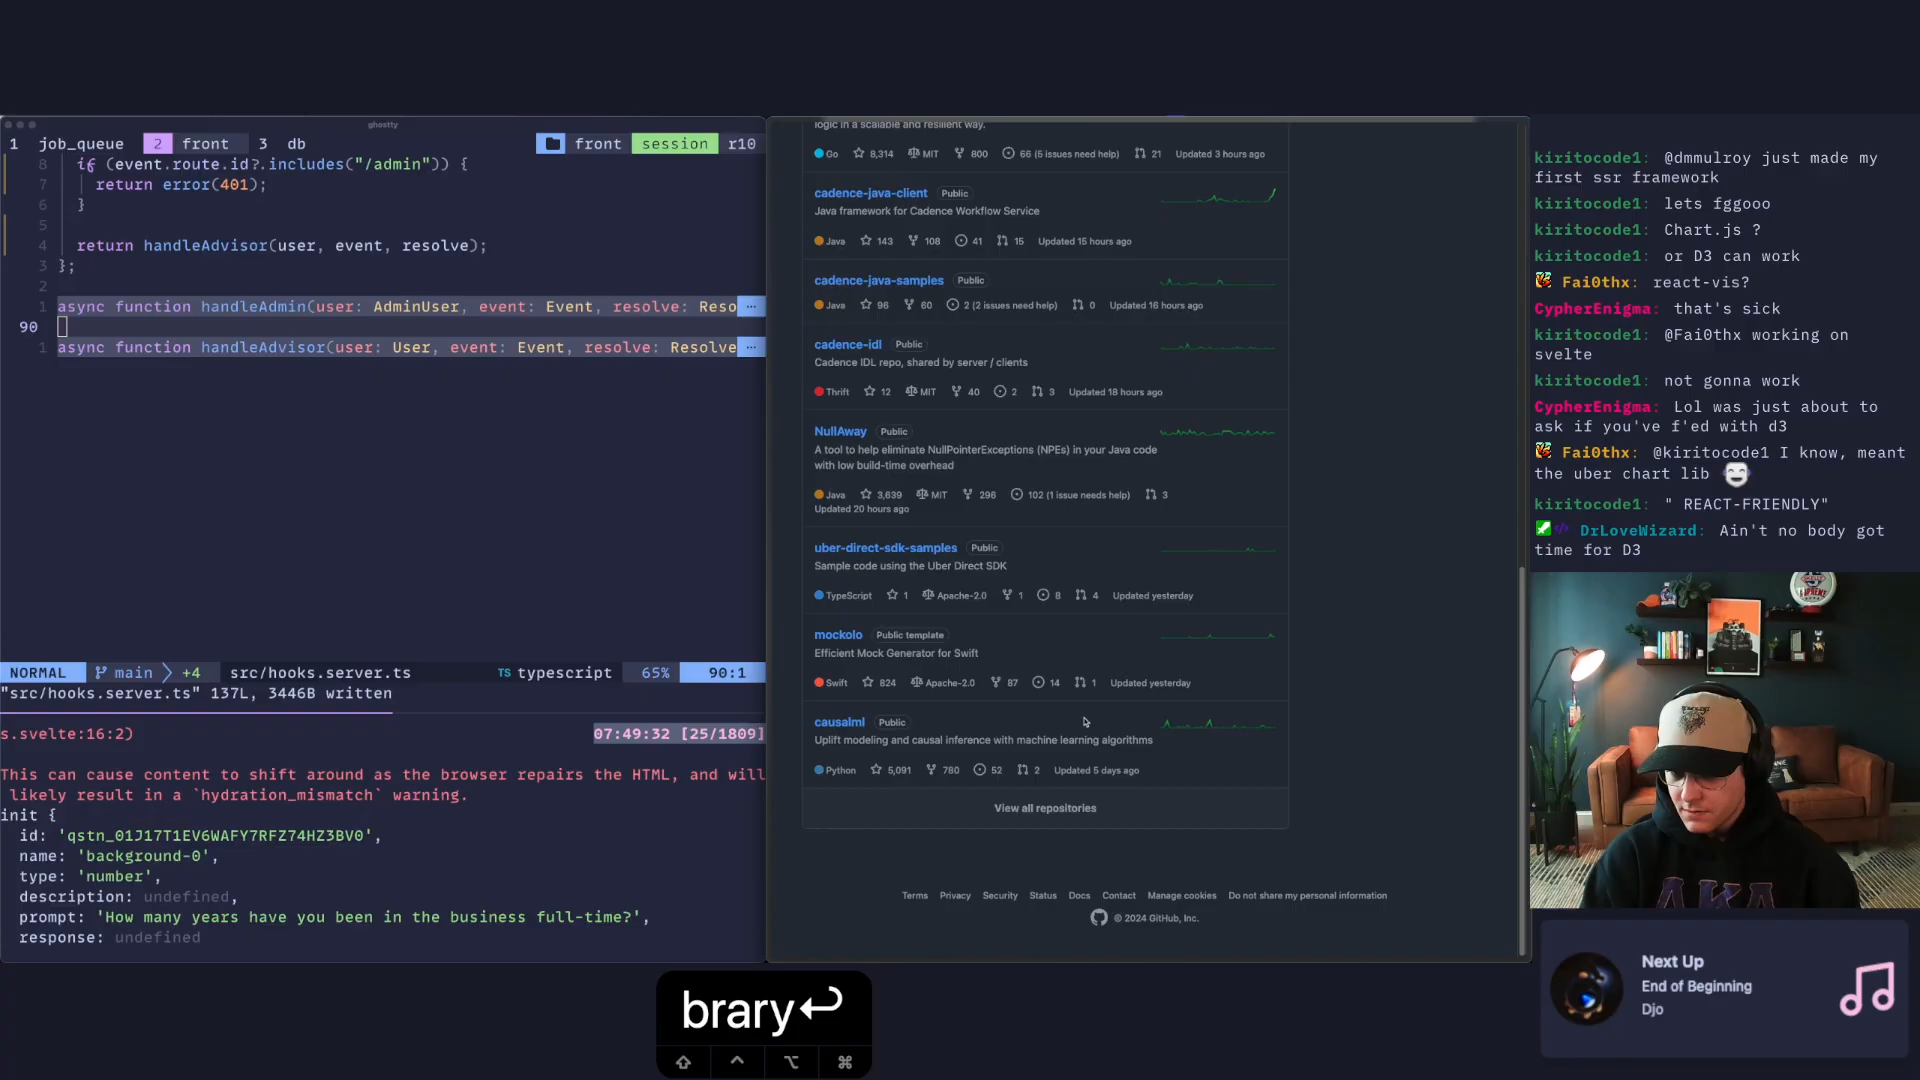 ghostty
1 job_queue 2 front 3 db front session r10
8 if (event.route.id?.includes("/admin")) {
7 return error(401);
6 }
5
4 return handleAdvisor(user, event, resolve);
3 };
2
1 async function handleAdmin(user: AdminUser, event: Event, resolve: Reso ...
90
1 async function handleAdvisor(user: User, event: Event, resolve: Resolve ...
NORMAL main +4 src/hooks.server.ts TS typescript 65% 90:1
"src/hooks.server.ts" 137L, 3446B written
s.svelte:16:2) 07:49:32 [25/1809]
This can cause content to shift around as the browser repairs the HTML, and will
likely result in a `hydration_mismatch` warning.
init {
id: 'qstn_01J17T1EV6WAFY7RFZ74HZ3BV0',
name: 'background-0',
type: 'number',
description: undefined,
prompt: 'How many years have you been in the business full-time?',
response: undefined
logic in a scalable and resilient way.
Go 8,314 MIT 800 66 (5 issues need help) 21 Updated 3 hours ago
cadence-java-client Public
Java framework for Cadence Workflow Service
Java 143 108 41 15 Updated 15 hours ago
cadence-java-samples Public
Java 96 60 2 (2 issues need help) 0 Updated 16 hours ago
cadence-idl Public
Cadence IDL repo, shared by server / clients
Thrift 12 MIT 40 2 3 Updated 18 hours ago
NullAway Public
A tool to help eliminate NullPointerExceptions (NPEs) in your Java code
with low build-time overhead
Java 3,639 MIT 296 102 (1 issue needs help) 3
Updated 20 hours ago
uber-direct-sdk-samples Public
Sample code using the Uber Direct SDK
TypeScript 1 Apache-2.0 1 8 4 Updated yesterday
mockolo Public template
Efficient Mock Generator for Swift
Swift 824 Apache-2.0 87 14 1 Updated yesterday
causalml Public
Uplift modeling and causal inference with machine learning algorithms
Python 5,091 780 52 2 Updated 5 days ago
View all repositories
Terms Privacy Security Status Docs Contact Manage cookies Do not share my personal information
© 2024 GitHub, Inc.
kiritocode1: @dmmulroy just made my
first ssr framework
kiritocode1: lets fggooo
kiritocode1: Chart.js ?
kiritocode1: or D3 can work
Fai0thx: react-vis?
CypherEnigma: that's sick
kiritocode1: @Fai0thx working on
svelte
kiritocode1: not gonna work
CypherEnigma: Lol was just about to
ask if you've f'ed with d3
Fai0thx: @kiritocode1 I know, meant
the uber chart lib
kiritocode1: " REACT-FRIENDLY"
DrLoveWizard: Ain't no body got
time for D3
Next Up
End of Beginning
Djo
brary